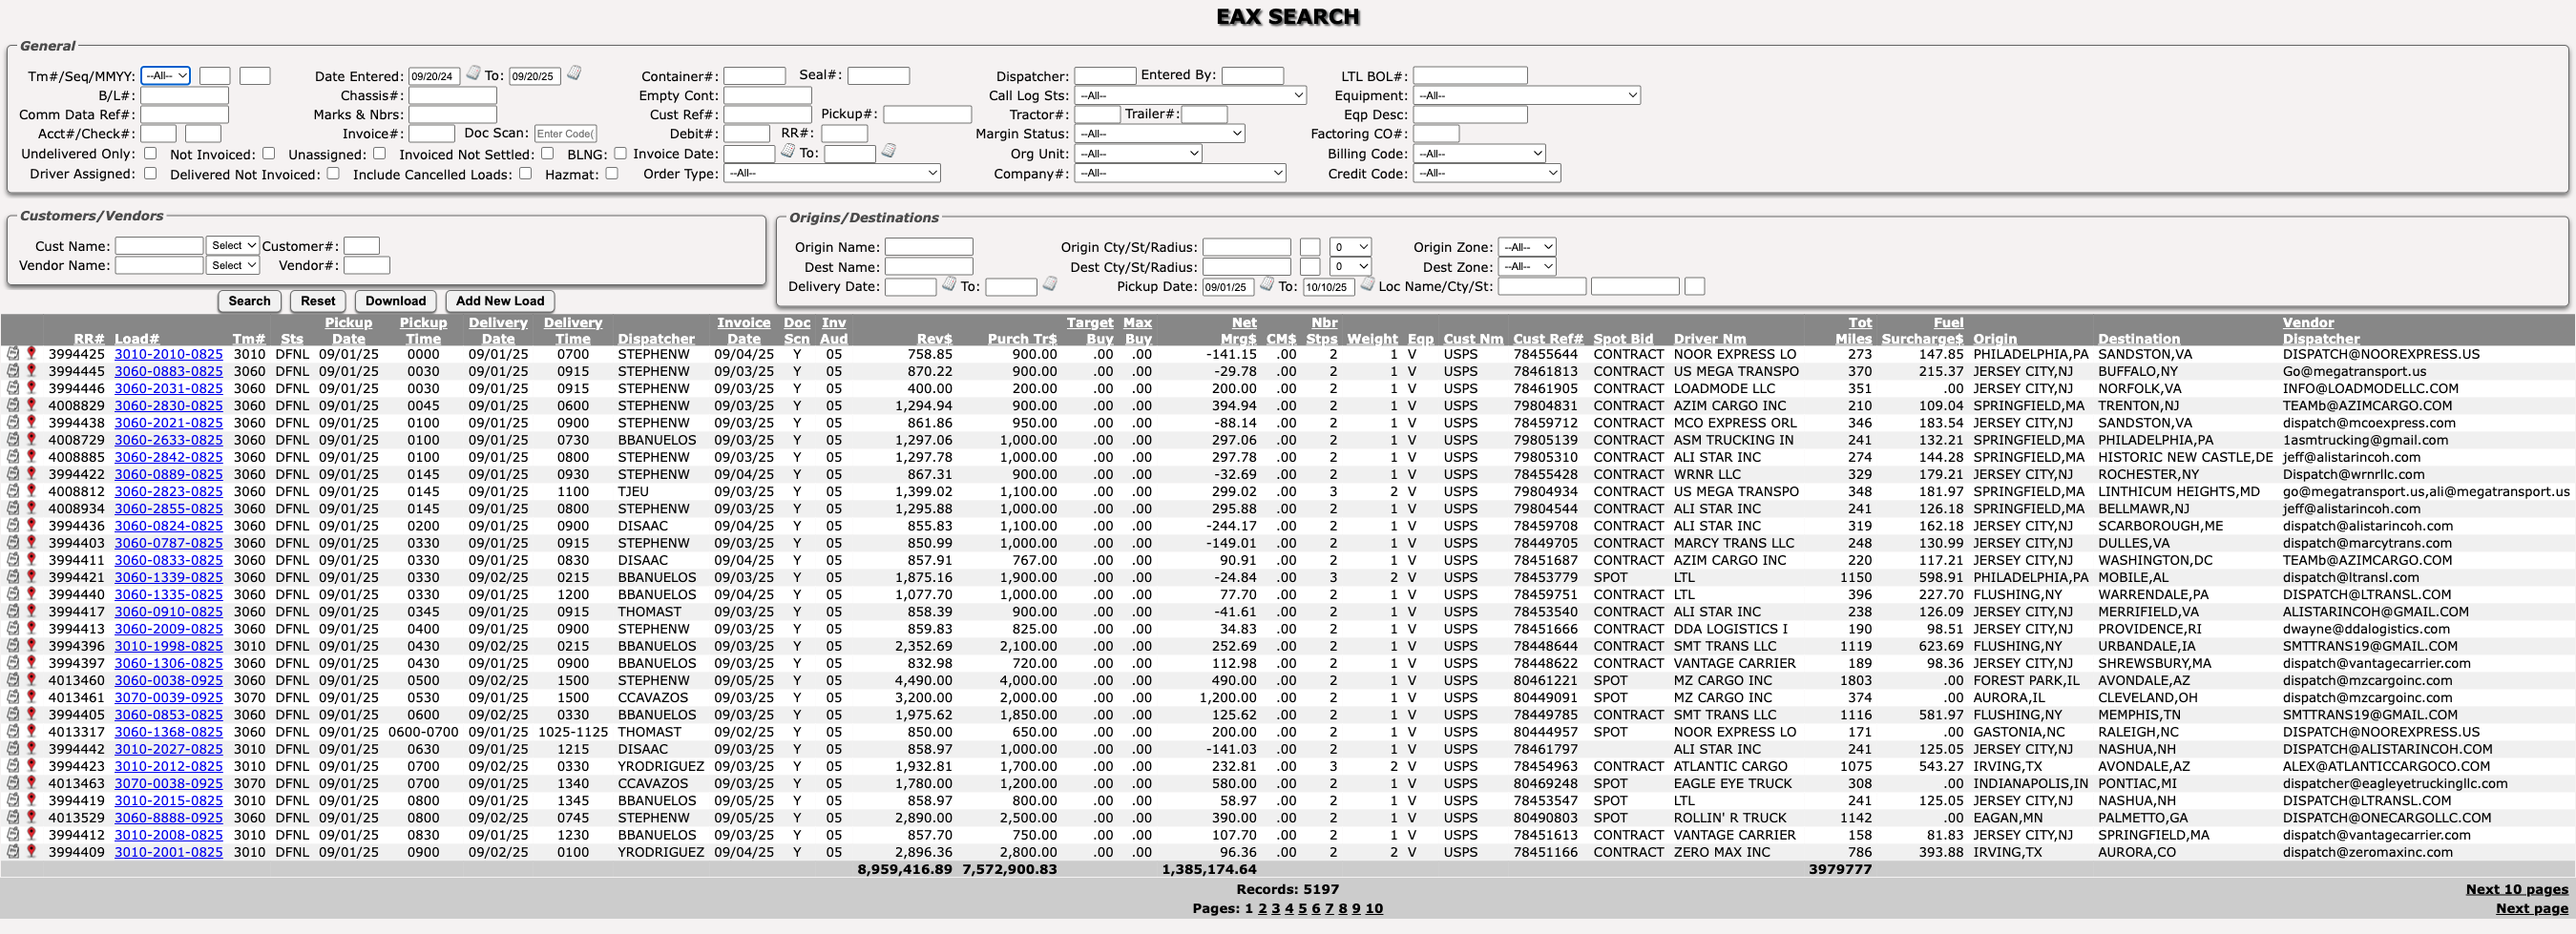 EAX SEARCH
General
Tm#/Seq/MMYY: --All-- Date Entered: 09/20/24 To: 09/20/25 Container#: Seal#: Dispatcher: Entered By: LTL BOL#:
B/L#: Chassis#: Empty Cont: Call Log Sts: --All-- Equipment: --All--
Comm Data Ref#: Marks & Nbrs: Cust Ref#: Pickup#: Tractor#: Trailer#: Eqp Desc:
Acct#/Check#: Invoice#: Doc Scan: Enter Code( Debit#: RR#: Margin Status: --All-- Factoring CO#:
Undelivered Only: Not Invoiced: Unassigned: Invoiced Not Settled: BLNG: Invoice Date: To: Org Unit: --All-- Billing Code: --All--
Driver Assigned: Delivered Not Invoiced: Include Cancelled Loads: Hazmat: Order Type: --All-- Company#: --All-- Credit Code: --All--
Customers/Vendors
Cust Name: Select Customer#:
Vendor Name: Select Vendor#:
Origins/Destinations
Origin Name: Origin Cty/St/Radius: 0 Origin Zone: --All--
Dest Name: Dest Cty/St/Radius: 0 Dest Zone: --All--
Delivery Date: To: Pickup Date: 09/01/25 To: 10/10/25 Loc Name/Cty/St:
Search Reset Download Add New Load
RR# Load# Tm# Sts Pickup Date Pickup Time Delivery Date Delivery Time Dispatcher Invoice Date Doc Scn Inv Aud Rev$ Purch Tr$ Target Buy Max Buy Net Mrg$ CM$ Nbr Stps Weight Eqp Cust Nm Cust Ref# Spot Bid Driver Nm Tot Miles Fuel Surcharge$ Origin Destination Vendor Dispatcher
3994425 3010-2010-0825 3010 DFNL 09/01/25 0000 09/01/25 0700 STEPHENW 09/04/25 Y 05 758.85 900.00 .00 .00 -141.15 .00 2 1 V USPS 78455644 CONTRACT NOOR EXPRESS LO 273 147.85 PHILADELPHIA,PA SANDSTON,VA DISPATCH@NOOREXPRESS.US
3994445 3060-0883-0825 3060 DFNL 09/01/25 0030 09/01/25 0915 STEPHENW 09/03/25 Y 05 870.22 900.00 .00 .00 -29.78 .00 2 1 V USPS 78461813 CONTRACT US MEGA TRANSPO 370 215.37 JERSEY CITY,NJ BUFFALO,NY Go@megatransport.us
3994446 3060-2031-0825 3060 DFNL 09/01/25 0030 09/01/25 0915 STEPHENW 09/03/25 Y 05 400.00 200.00 .00 .00 200.00 .00 2 1 V USPS 78461905 CONTRACT LOADMODE LLC 351 .00 JERSEY CITY,NJ NORFOLK,VA INFO@LOADMODELLC.COM
4008829 3060-2830-0825 3060 DFNL 09/01/25 0045 09/01/25 0600 STEPHENW 09/03/25 Y 05 1,294.94 900.00 .00 .00 394.94 .00 2 1 V USPS 79804831 CONTRACT AZIM CARGO INC 210 109.04 SPRINGFIELD,MA TRENTON,NJ TEAMb@AZIMCARGO.COM
3994438 3060-2021-0825 3060 DFNL 09/01/25 0100 09/01/25 0900 STEPHENW 09/03/25 Y 05 861.86 950.00 .00 .00 -88.14 .00 2 1 V USPS 78459712 CONTRACT MCO EXPRESS ORL 346 183.54 JERSEY CITY,NJ SANDSTON,VA dispatch@mcoexpress.com
4008729 3060-2633-0825 3060 DFNL 09/01/25 0100 09/01/25 0730 BBANUELOS 09/03/25 Y 05 1,297.06 1,000.00 .00 .00 297.06 .00 2 1 V USPS 79805139 CONTRACT ASM TRUCKING IN 241 132.21 SPRINGFIELD,MA PHILADELPHIA,PA 1asmtrucking@gmail.com
4008885 3060-2842-0825 3060 DFNL 09/01/25 0100 09/01/25 0800 STEPHENW 09/03/25 Y 05 1,297.78 1,000.00 .00 .00 297.78 .00 2 1 V USPS 79805310 CONTRACT ALI STAR INC 274 144.28 SPRINGFIELD,MA HISTORIC NEW CASTLE,DE jeff@alistarincoh.com
3994422 3060-0889-0825 3060 DFNL 09/01/25 0145 09/01/25 0930 STEPHENW 09/04/25 Y 05 867.31 900.00 .00 .00 -32.69 .00 2 1 V USPS 78455428 CONTRACT WRNR LLC 329 179.21 JERSEY CITY,NJ ROCHESTER,NY Dispatch@wrnrllc.com
4008812 3060-2823-0825 3060 DFNL 09/01/25 0145 09/01/25 1100 TJEU 09/03/25 Y 05 1,399.02 1,100.00 .00 .00 299.02 .00 3 2 V USPS 79804934 CONTRACT US MEGA TRANSPO 348 181.97 SPRINGFIELD,MA LINTHICUM HEIGHTS,MD go@megatransport.us,ali@megatransport.us
4008934 3060-2855-0825 3060 DFNL 09/01/25 0145 09/01/25 0800 STEPHENW 09/03/25 Y 05 1,295.88 1,000.00 .00 .00 295.88 .00 2 1 V USPS 79804544 CONTRACT ALI STAR INC 241 126.18 SPRINGFIELD,MA BELLMAWR,NJ jeff@alistarincoh.com
3994436 3060-0824-0825 3060 DFNL 09/01/25 0200 09/01/25 0900 DISAAC 09/04/25 Y 05 855.83 1,100.00 .00 .00 -244.17 .00 2 1 V USPS 78459708 CONTRACT ALI STAR INC 319 162.18 JERSEY CITY,NJ SCARBOROUGH,ME dispatch@alistarincoh.com
3994403 3060-0787-0825 3060 DFNL 09/01/25 0330 09/01/25 0915 STEPHENW 09/03/25 Y 05 850.99 1,000.00 .00 .00 -149.01 .00 2 1 V USPS 78449705 CONTRACT MARCY TRANS LLC 248 130.99 JERSEY CITY,NJ DULLES,VA dispatch@marcytrans.com
3994411 3060-0833-0825 3060 DFNL 09/01/25 0330 09/01/25 0830 DISAAC 09/04/25 Y 05 857.91 767.00 .00 .00 90.91 .00 2 1 V USPS 78451687 CONTRACT AZIM CARGO INC 220 117.21 JERSEY CITY,NJ WASHINGTON,DC TEAMb@AZIMCARGO.COM
3994421 3060-1339-0825 3060 DFNL 09/01/25 0330 09/02/25 0215 BBANUELOS 09/03/25 Y 05 1,875.16 1,900.00 .00 .00 -24.84 .00 3 2 V USPS 78453779 SPOT LTL 1150 598.91 PHILADELPHIA,PA MOBILE,AL dispatch@ltransl.com
3994440 3060-1335-0825 3060 DFNL 09/01/25 0330 09/01/25 1200 BBANUELOS 09/03/25 Y 05 1,077.70 1,000.00 .00 .00 77.70 .00 2 1 V USPS 78459751 CONTRACT LTL 396 227.70 FLUSHING,NY WARRENDALE,PA DISPATCH@LTRANSL.COM
3994417 3060-0910-0825 3060 DFNL 09/01/25 0345 09/01/25 0915 THOMAST 09/03/25 Y 05 858.39 900.00 .00 .00 -41.61 .00 2 1 V USPS 78453540 CONTRACT ALI STAR INC 238 126.09 JERSEY CITY,NJ MERRIFIELD,VA ALISTARINCOH@GMAIL.COM
3994413 3060-2009-0825 3060 DFNL 09/01/25 0400 09/01/25 0900 STEPHENW 09/03/25 Y 05 859.83 825.00 .00 .00 34.83 .00 2 1 V USPS 78451666 CONTRACT DDA LOGISTICS I 190 98.51 JERSEY CITY,NJ PROVIDENCE,RI dwayne@ddalogistics.com
3994396 3010-1998-0825 3010 DFNL 09/01/25 0430 09/02/25 0215 BBANUELOS 09/03/25 Y 05 2,352.69 2,100.00 .00 .00 252.69 .00 2 1 V USPS 78448644 CONTRACT SMT TRANS LLC 1119 623.69 FLUSHING,NY URBANDALE,IA SMTTRANS19@GMAIL.COM
3994397 3060-1306-0825 3060 DFNL 09/01/25 0430 09/01/25 0900 BBANUELOS 09/03/25 Y 05 832.98 720.00 .00 .00 112.98 .00 2 1 V USPS 78448622 CONTRACT VANTAGE CARRIER 189 98.36 JERSEY CITY,NJ SHREWSBURY,MA dispatch@vantagecarrier.com
4013460 3060-0038-0925 3060 DFNL 09/01/25 0500 09/02/25 1500 STEPHENW 09/05/25 Y 05 4,490.00 4,000.00 .00 .00 490.00 .00 2 1 V USPS 80461221 SPOT MZ CARGO INC 1803 .00 FOREST PARK,IL AVONDALE,AZ dispatch@mzcargoinc.com
4013461 3070-0039-0925 3070 DFNL 09/01/25 0530 09/01/25 1500 CCAVAZOS 09/03/25 Y 05 3,200.00 2,000.00 .00 .00 1,200.00 .00 2 1 V USPS 80449091 SPOT MZ CARGO INC 374 .00 AURORA,IL CLEVELAND,OH dispatch@mzcargoinc.com
3994405 3060-0853-0825 3060 DFNL 09/01/25 0600 09/02/25 0330 BBANUELOS 09/03/25 Y 05 1,975.62 1,850.00 .00 .00 125.62 .00 2 1 V USPS 78449785 CONTRACT SMT TRANS LLC 1116 581.97 FLUSHING,NY MEMPHIS,TN SMTTRANS19@GMAIL.COM
4013317 3060-1368-0825 3060 DFNL 09/01/25 0600-0700 09/01/25 1025-1125 THOMAST 09/02/25 Y 05 850.00 650.00 .00 .00 200.00 .00 2 1 V USPS 80444957 SPOT NOOR EXPRESS LO 171 .00 GASTONIA,NC RALEIGH,NC DISPATCH@NOOREXPRESS.US
3994442 3010-2027-0825 3010 DFNL 09/01/25 0630 09/01/25 1215 DISAAC 09/03/25 Y 05 858.97 1,000.00 .00 .00 -141.03 .00 2 1 V USPS 78461797 ALI STAR INC 241 125.05 JERSEY CITY,NJ NASHUA,NH DISPATCH@ALISTARINCOH.COM
3994423 3010-2012-0825 3010 DFNL 09/01/25 0700 09/02/25 0330 YRODRIGUEZ 09/03/25 Y 05 1,932.81 1,700.00 .00 .00 232.81 .00 3 2 V USPS 78454963 CONTRACT ATLANTIC CARGO 1075 543.27 IRVING,TX AVONDALE,AZ ALEX@ATLANTICCARGOCO.COM
4013463 3070-0038-0925 3070 DFNL 09/01/25 0700 09/01/25 1340 CCAVAZOS 09/03/25 Y 05 1,780.00 1,200.00 .00 .00 580.00 .00 2 1 V USPS 80469248 SPOT EAGLE EYE TRUCK 308 .00 INDIANAPOLIS,IN PONTIAC,MI dispatcher@eagleyetruckingllc.com
3994419 3010-2015-0825 3010 DFNL 09/01/25 0800 09/01/25 1345 BBANUELOS 09/05/25 Y 05 858.97 800.00 .00 .00 58.97 .00 2 1 V USPS 78453547 SPOT LTL 241 125.05 JERSEY CITY,NJ NASHUA,NH DISPATCH@LTRANSL.COM
4013529 3060-8888-0925 3060 DFNL 09/01/25 0800 09/02/25 0745 STEPHENW 09/05/25 Y 05 2,890.00 2,500.00 .00 .00 390.00 .00 2 1 V USPS 80490803 SPOT ROLLIN' R TRUCK 1142 .00 EAGAN,MN PALMETTO,GA DISPATCH@ONECARGOLLC.COM
3994412 3010-2008-0825 3010 DFNL 09/01/25 0830 09/01/25 1230 BBANUELOS 09/03/25 Y 05 857.70 750.00 .00 .00 107.70 .00 2 1 V USPS 78451613 CONTRACT VANTAGE CARRIER 158 81.83 JERSEY CITY,NJ SPRINGFIELD,MA dispatch@vantagecarrier.com
3994409 3010-2001-0825 3010 DFNL 09/01/25 0900 09/02/25 0100 YRODRIGUEZ 09/04/25 Y 05 2,896.36 2,800.00 .00 .00 96.36 .00 2 2 V USPS 78451166 CONTRACT ZERO MAX INC 786 393.88 IRVING,TX AURORA,CO dispatch@zeromaxinc.com
8,959,416.89 7,572,900.83 1,385,174.64 3979777
Records: 5197 Next 10 pages
Pages: 1 2 3 4 5 6 7 8 9 10 Next page